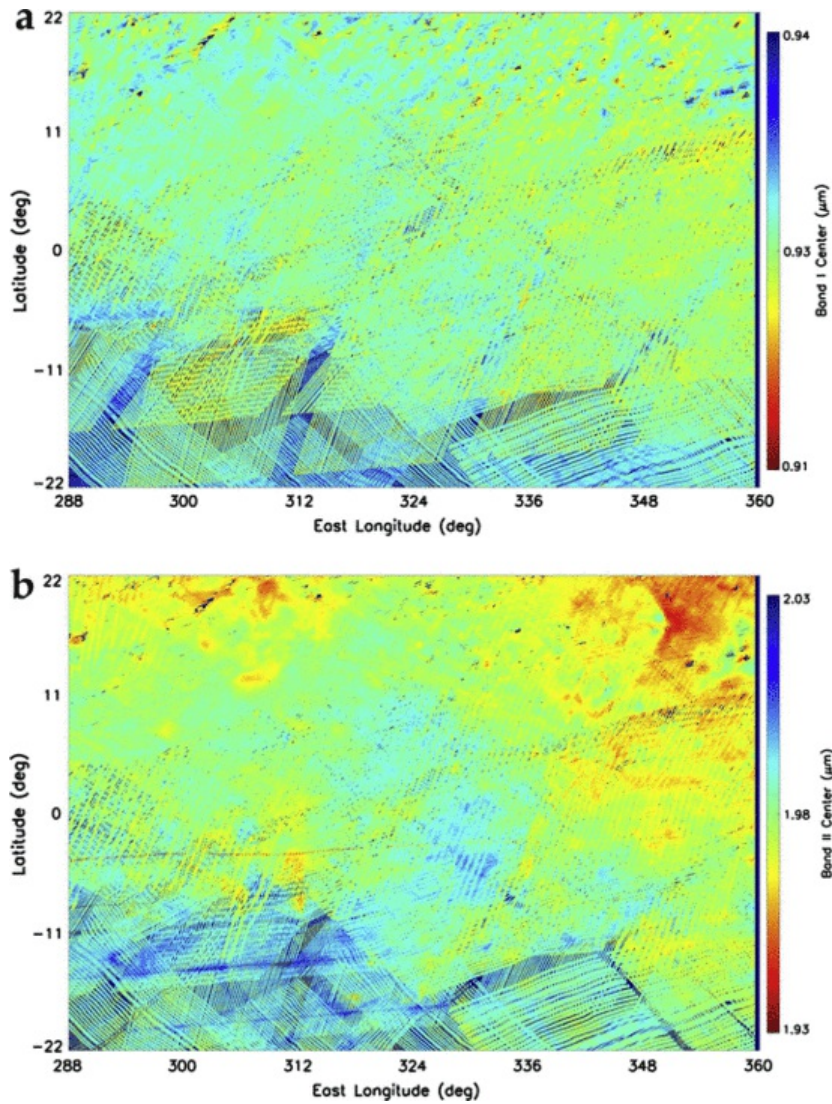 a
22
11
0
-11
-22
288 300 312 324 336 348 360
East Longitude (deg)
Latitude (deg)
0.94
0.93
0.91
Band I Center (μm)
b
22
11
0
-11
-22
288 300 312 324 336 348 360
East Longitude (deg)
Latitude (deg)
2.03
1.98
1.93
Band II Center (μm)